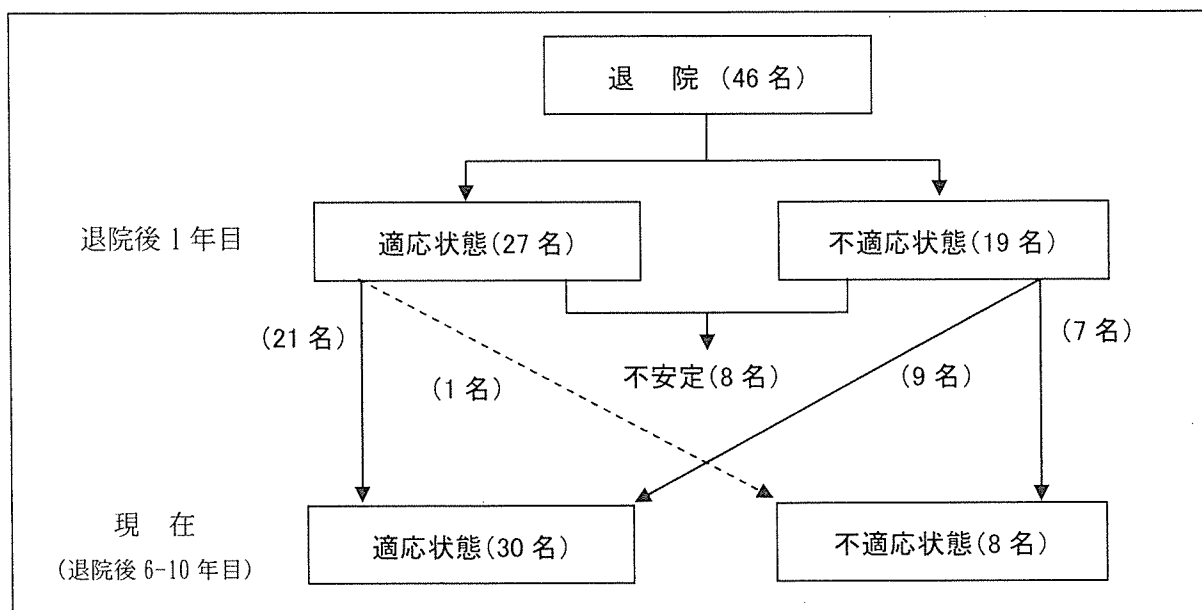 退　院 (46 名)
退院後 1 年目
適応状態(27 名)
不適応状態(19 名)
(21 名)
(1 名)
不安定(8 名)
(9 名)
(7 名)
現　在
(退院後 6-10 年目)
適応状態(30 名)
不適応状態(8 名)